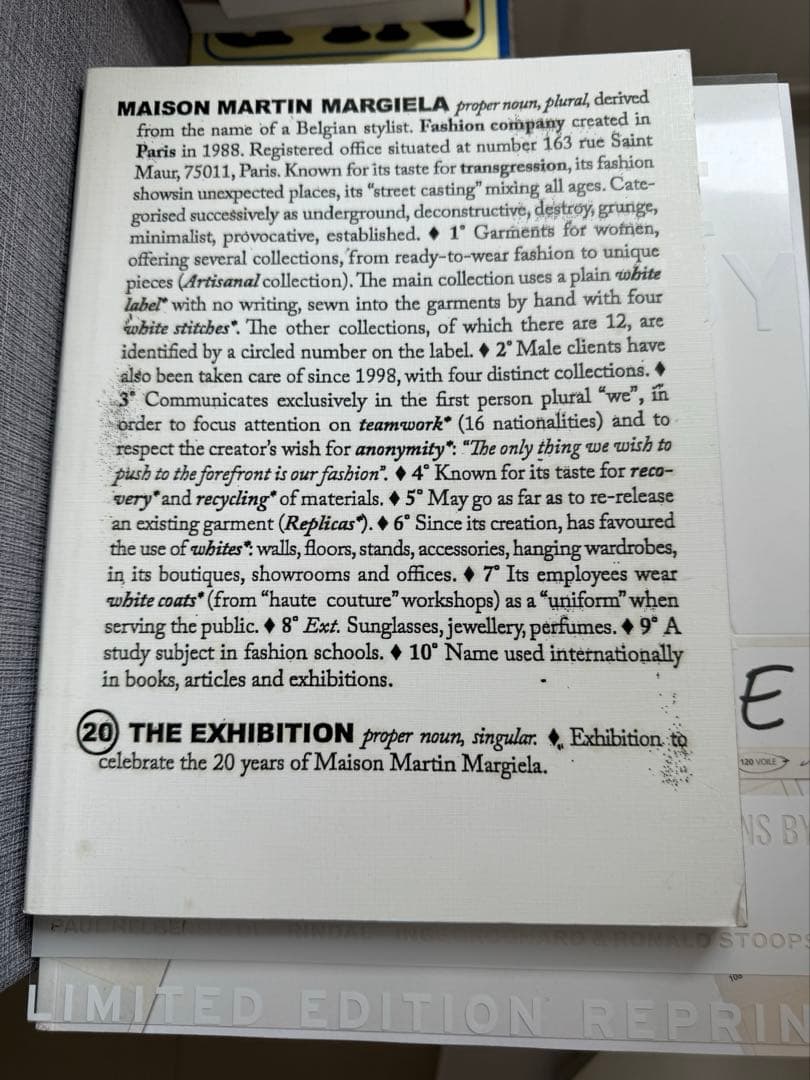 MAISON MARTIN MARGIELA proper noun, plural, derived
from the name of a Belgian stylist. Fashion company created in
Paris in 1988. Registered office situated at number 163 rue Saint
Maur, 75011, Paris. Known for its taste for transgression, its fashion
showsin unexpected places, its “street casting” mixing all ages. Cate-
gorised successively as underground, deconstructive, destroy, grunge,
minimalist, provocative, established. ♦ 1° Garments for women,
offering several collections, from ready-to-wear fashion to unique
pieces (Artisanal collection). The main collection uses a plain white
label* with no writing, sewn into the garments by hand with four
white stitches*. The other collections, of which there are 12, are
identified by a circled number on the label. ♦ 2° Male clients have
also been taken care of since 1998, with four distinct collections. ♦
3° Communicates exclusively in the first person plural “we”, in
order to focus attention on teamwork* (16 nationalities) and to
respect the creator's wish for anonymity*: “The only thing we wish to
push to the forefront is our fashion”. ♦ 4° Known for its taste for reco-
very* and recycling* of materials. ♦ 5° May go as far as to re-release
an existing garment (Replicas*). ♦ 6° Since its creation, has favoured
the use of whites*: walls, floors, stands, accessories, hanging wardrobes,
in its boutiques, showrooms and offices. ♦ 7° Its employees wear
white coats* (from “haute couture” workshops) as a “uniform” when
serving the public. ♦ 8° Ext. Sunglasses, jewellery, perfumes. ♦ 9° A
study subject in fashion schools. ♦ 10° Name used internationally
in books, articles and exhibitions.
20 THE EXHIBITION proper noun, singular. ♦ Exhibition to
celebrate the 20 years of Maison Martin Margiela.
Y
E
120 VOILE
NS BY
PAUL & RONALD STOOPS
LIMITED EDITION REPRIN